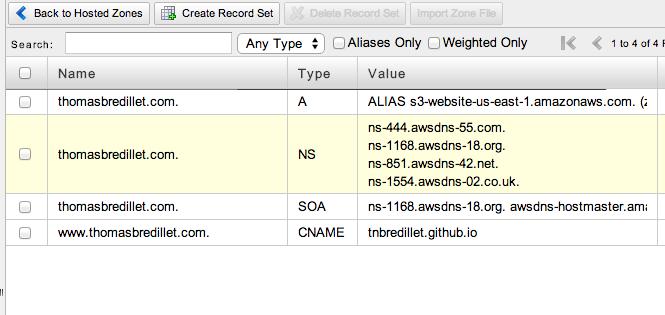 Back to Hosted Zones Create Record Set Delete Record Set Import Zone File
Search: Any Type Aliases Only Weighted Only 1 to 4 of 4
Name Type Value
thomasbredillet.com. A ALIAS s3-website-us-east-1.amazonaws.com. (z
thomasbredillet.com. NS ns-444.awsdns-55.com.
ns-1168.awsdns-18.org.
ns-851.awsdns-42.net.
ns-1554.awsdns-02.co.uk.
thomasbredillet.com. SOA ns-1168.awsdns-18.org. awsdns-hostmaster.ama
www.thomasbredillet.com. CNAME tnbredillet.github.io